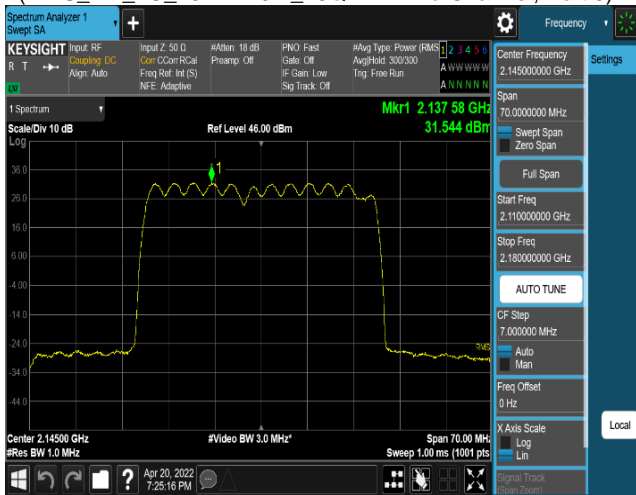 Spectrum Analyzer 1
Swept SA
Frequency
KEYSIGHT
R T
LXI
Input: RF
Coupling: DC
Align: Auto
Input Z: 50 Ω
Corr CCorr RCal
Freq Ref: Int (S)
NFE: Adaptive
#Atten: 18 dB
Preamp: Off
PNO: Fast
Gate: Off
IF Gain: Low
Sig Track: Off
#Avg Type: Power (RMS
Avg|Hold: 300/300
Trig: Free Run
1 2 3 4 5 6
A W W W W W
A N N N N N
1 Spectrum
Scale/Div 10 dB
Log
Ref Level 46.00 dBm
Mkr1 2.137 58 GHz
31.544 dBm
36.0
26.0
16.0
6.00
-4.00
-14.0
-24.0
-34.0
-44.0
1
RMS
Center 2.14500 GHz
#Res BW 1.0 MHz
#Video BW 3.0 MHz*
Span 70.00 MHz
Sweep 1.00 ms (1001 pts)
Apr 20, 2022
7:25:16 PM
Center Frequency
2.145000000 GHz
Span
70.0000000 MHz
Swept Span
Zero Span
Full Span
Start Freq
2.110000000 GHz
Stop Freq
2.180000000 GHz
AUTO TUNE
CF Step
7.000000 MHz
Auto
Man
Freq Offset
0 Hz
X Axis Scale
Log
Lin
Signal Track
(Span Zoom)
Settings
Local